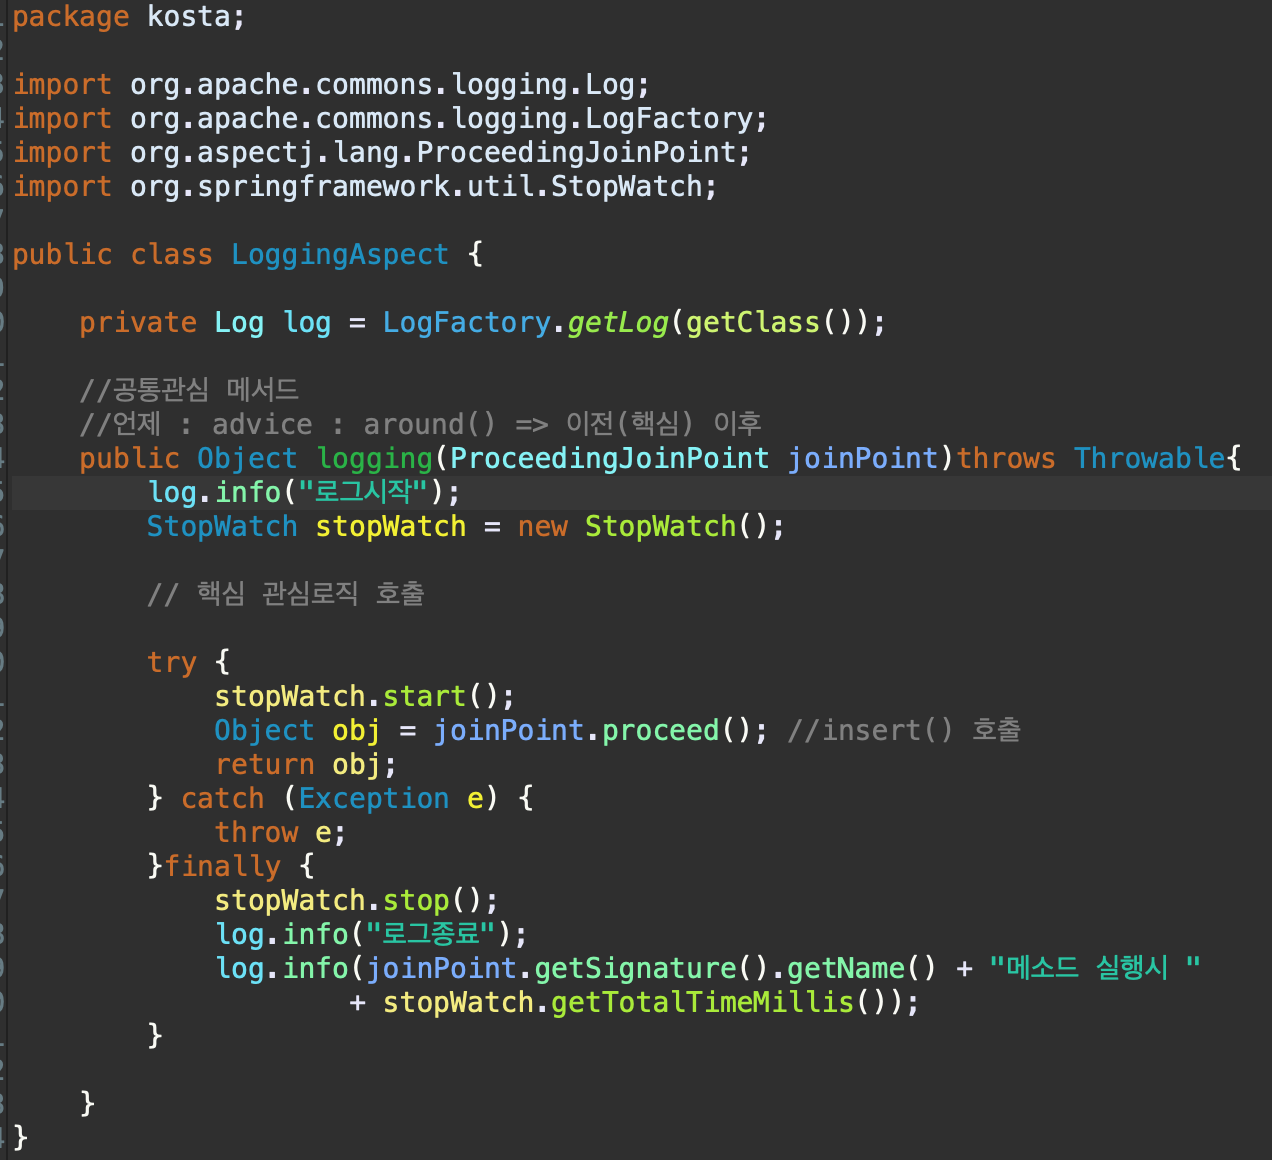 package kosta;
import org.apache.commons.logging.Log;
import org.apache.commons.logging.LogFactory;
import org.aspectj.lang.ProceedingJoinPoint;
import org.springframework.util.StopWatch;
public class LoggingAspect {
private Log log = LogFactory.getLog(getClass());
//공통관심 메서드
//언제 : advice : around() => 이전(핵심) 이후
public Object logging(ProceedingJoinPoint joinPoint)throws Throwable{
log.info("로그시작");
StopWatch stopWatch = new StopWatch();
// 핵심 관심로직 호출
try {
stopWatch.start();
Object obj = joinPoint.proceed(); //insert() 호출
return obj;
} catch (Exception e) {
throw e;
}finally {
stopWatch.stop();
log.info("로그종료");
log.info(joinPoint.getSignature().getName() + "메소드 실행시 "
+ stopWatch.getTotalTimeMillis());
}
}
}